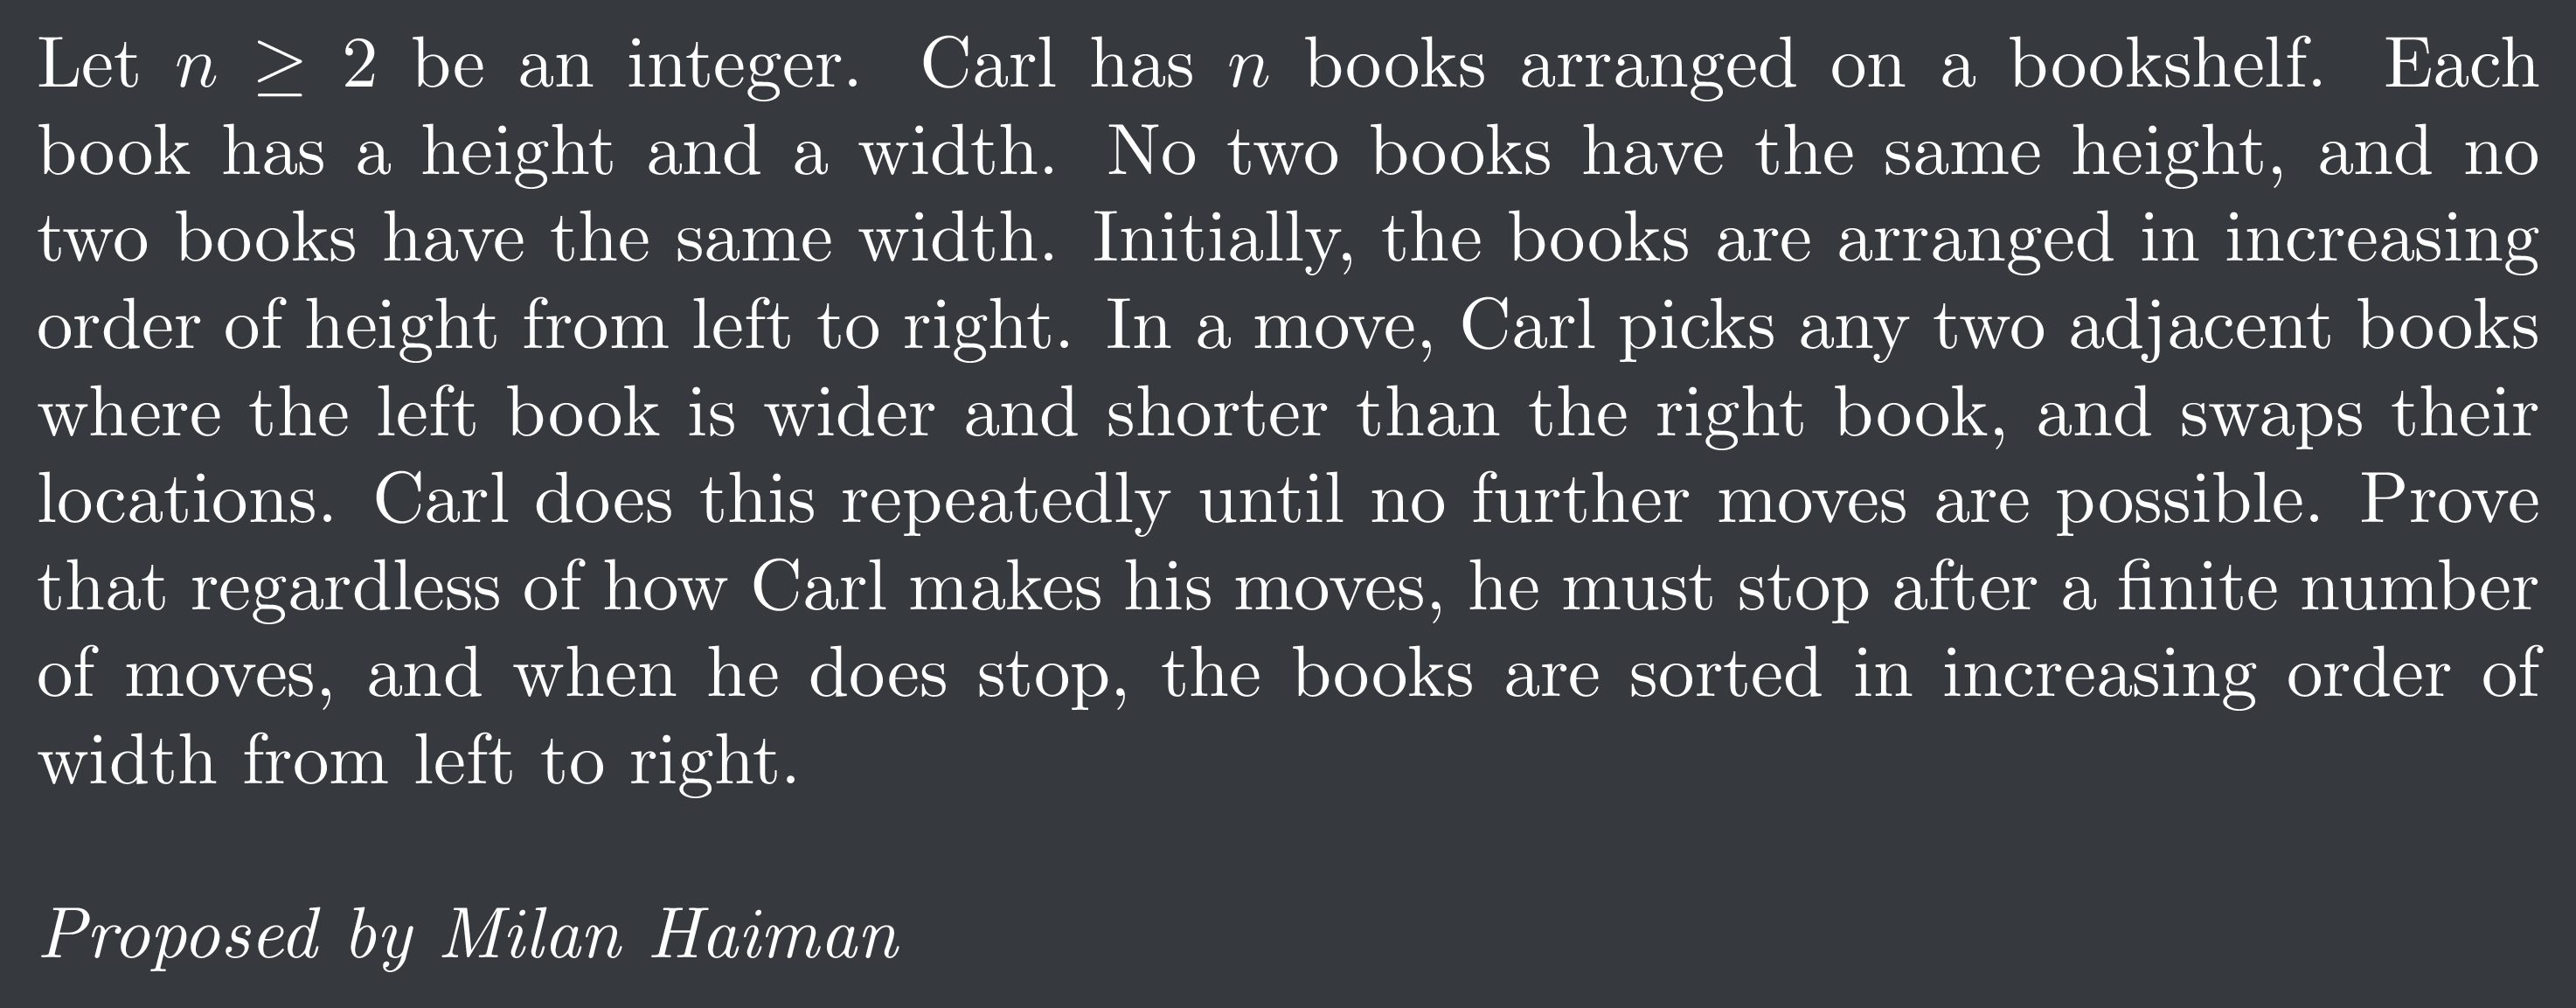 Let n ≥ 2 be an integer. Carl has n books arranged on a bookshelf. Each
book has a height and a width. No two books have the same height, and no
two books have the same width. Initially, the books are arranged in increasing
order of height from left to right. In a move, Carl picks any two adjacent books
where the left book is wider and shorter than the right book, and swaps their
locations. Carl does this repeatedly until no further moves are possible. Prove
that regardless of how Carl makes his moves, he must stop after a finite number
of moves, and when he does stop, the books are sorted in increasing order of
width from left to right.
Proposed by Milan Haiman